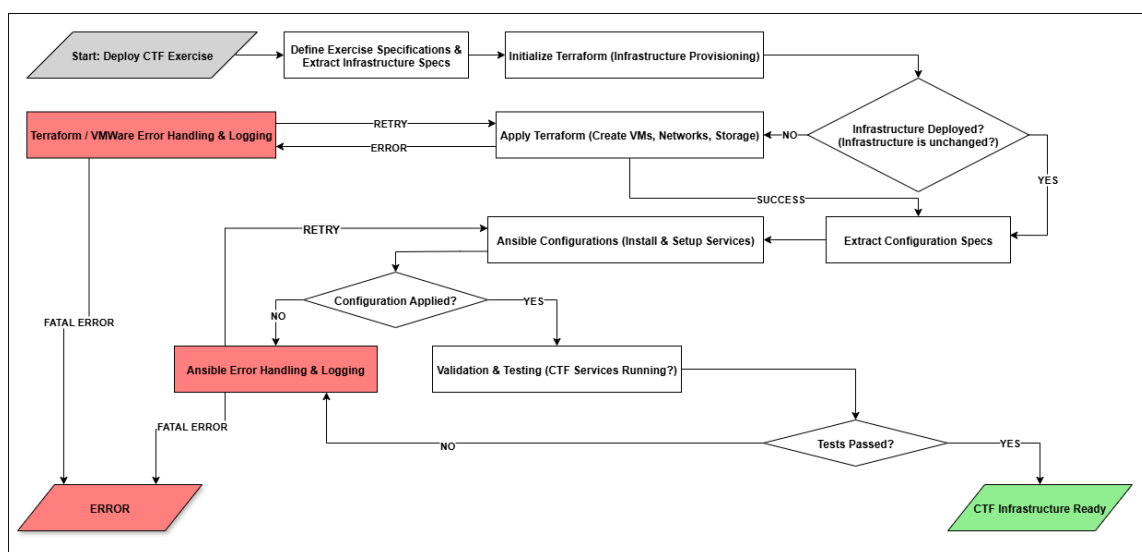 Start: Deploy CTF Exercise
Define Exercise Specifications &
Extract Infrastructure Specs
Initialize Terraform (Infrastructure Provisioning)
Terraform / VMWare Error Handling & Logging
RETRY
ERROR
Apply Terraform (Create VMs, Networks, Storage)
NO
Infrastructure Deployed?
(Infrastructure is unchanged?)
YES
SUCCESS
RETRY
Ansible Configurations (Install & Setup Services)
Extract Configuration Specs
Configuration Applied?
NO
YES
FATAL ERROR
Ansible Error Handling & Logging
Validation & Testing (CTF Services Running?)
FATAL ERROR
NO
Tests Passed?
YES
ERROR
CTF Infrastructure Ready